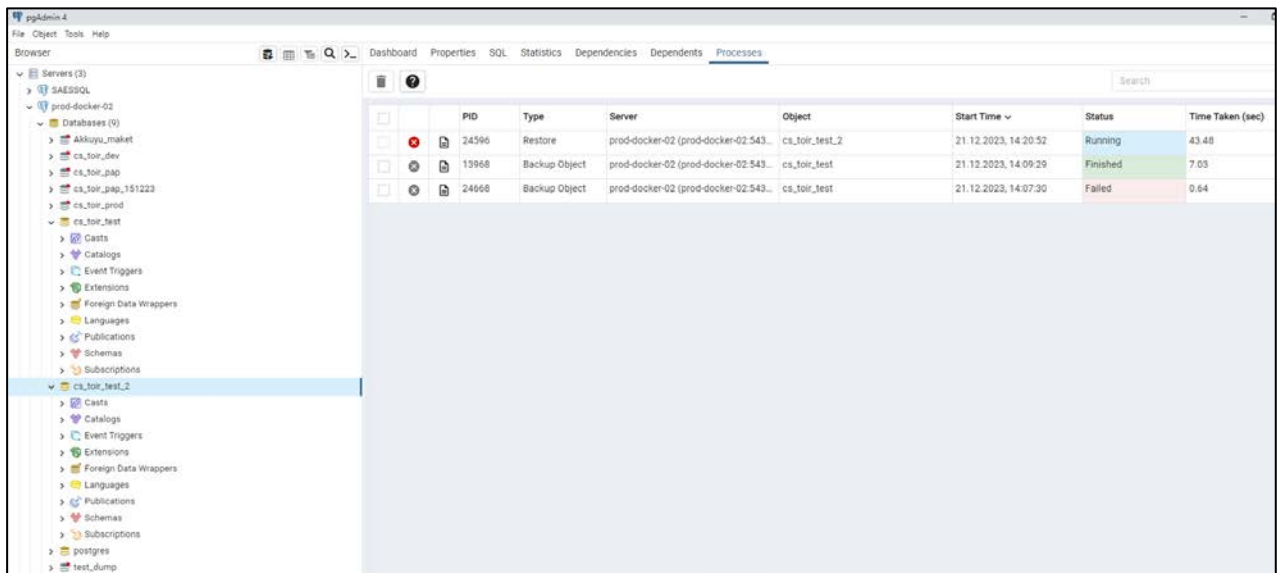 pgAdmin 4
File Object Tools Help
Browser
Dashboard Properties SQL Statistics Dependencies Dependents Processes
Servers (3)
SAESSQL
prod-docker-02
Databases (9)
Akkuyu_maket
cs_toir_dev
cs_toir_pap
cs_toir_pap_151223
cs_toir_prod
cs_toir_test
Casts
Catalogs
Event Triggers
Extensions
Foreign Data Wrappers
Languages
Publications
Schemas
Subscriptions
cs_toir_test_2
Casts
Catalogs
Event Triggers
Extensions
Foreign Data Wrappers
Languages
Publications
Schemas
Subscriptions
postgres
test_dump
Search
PID Type Server Object Start Time Status Time Taken (sec)
24596 Restore prod-docker-02 (prod-docker-02:543... cs_toir_test_2 21.12.2023, 14:20:52 Running 43.48
13968 Backup Object prod-docker-02 (prod-docker-02:543... cs_toir_test 21.12.2023, 14:09:29 Finished 7.03
24668 Backup Object prod-docker-02 (prod-docker-02:543... cs_toir_test 21.12.2023, 14:07:30 Failed 0.64